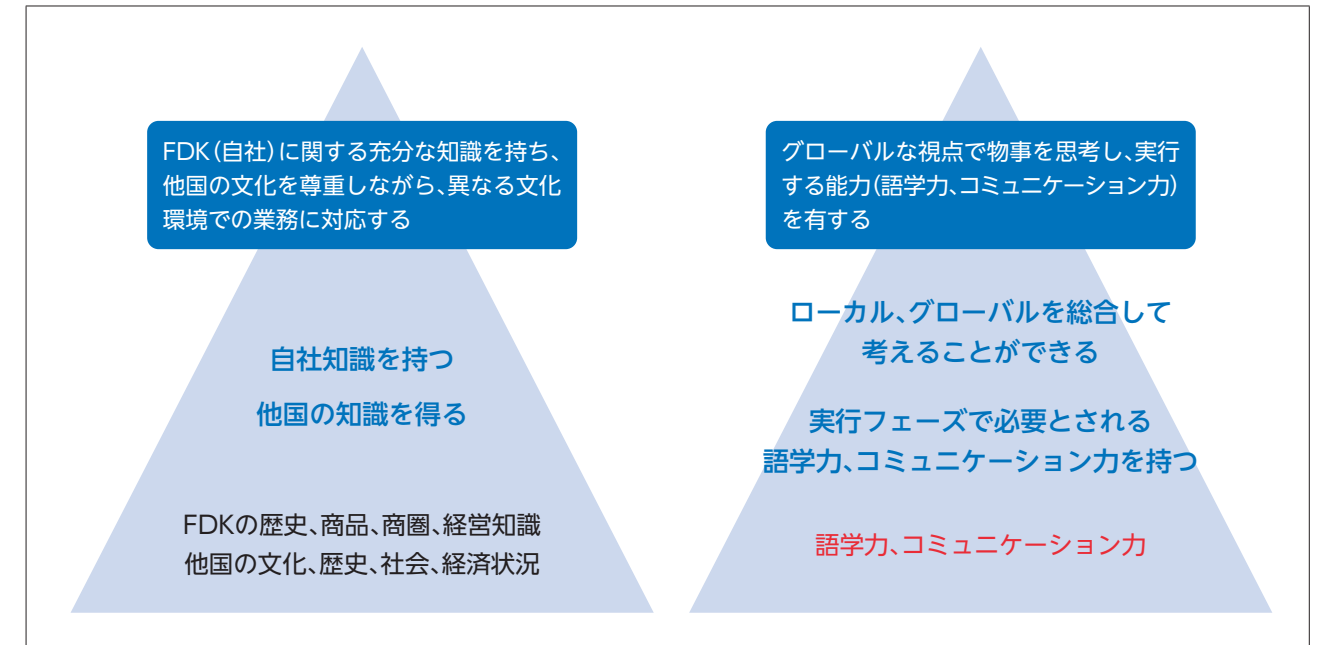 FDK(自社)に関する充分な知識を持ち、
他国の文化を尊重しながら、異なる文化
環境での業務に対応する
自社知識を持つ
他国の知識を得る
FDKの歴史、商品、商圏、経営知識
他国の文化、歴史、社会、経済状況
グローバルな視点で物事を思考し、実行
する能力(語学力、コミュニケーション力)
を有する
ローカル、グローバルを総合して
考えることができる
実行フェーズで必要とされる
語学力、コミュニケーション力を持つ
語学力、コミュニケーション力